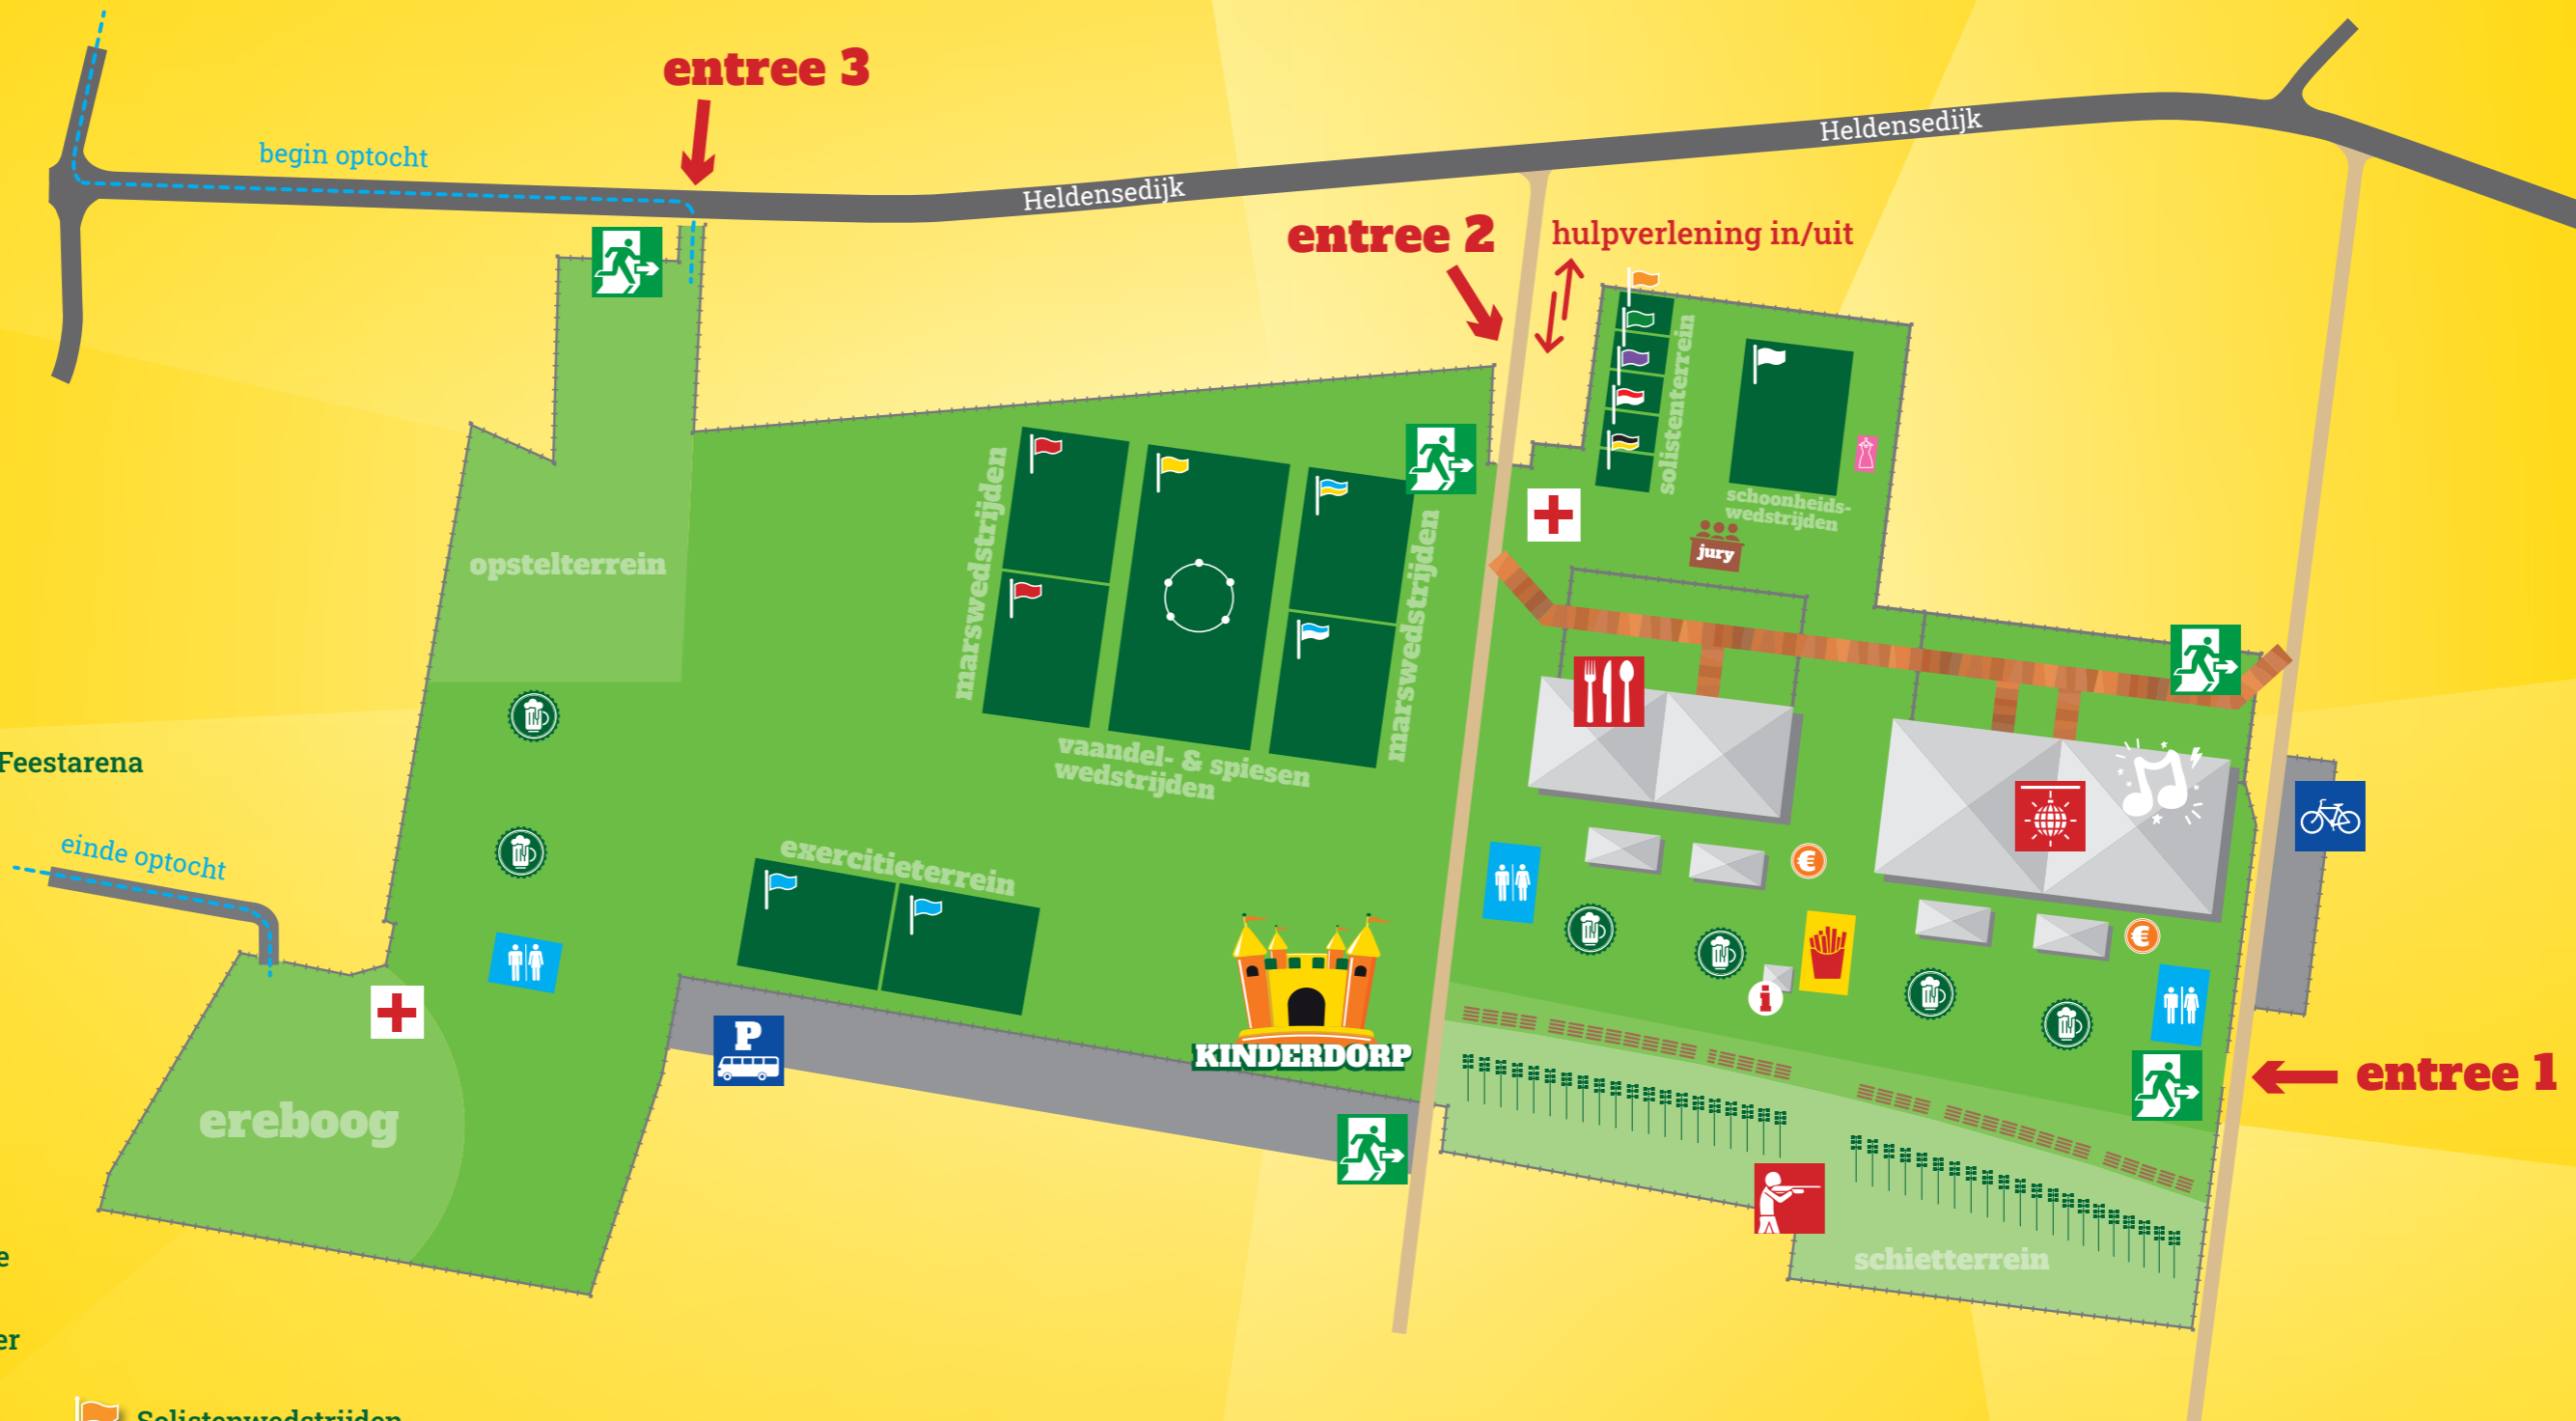 entree 3
Heldensedijk
begin optocht
Heldensedijk
entree 2
hulpverlening in/uit
solistenterrein
marswedstrijden
schoonheids-
wedstrijden
jury
opstelterrein
marswedstrijden
vaandel- & spiesen
wedstrijden
Feestarena
einde optocht
exercitieterrein
€
€
i
P
KINDERDORP
entree 1
ereboog
schietterrein
e
er
Solistenwedstrijden